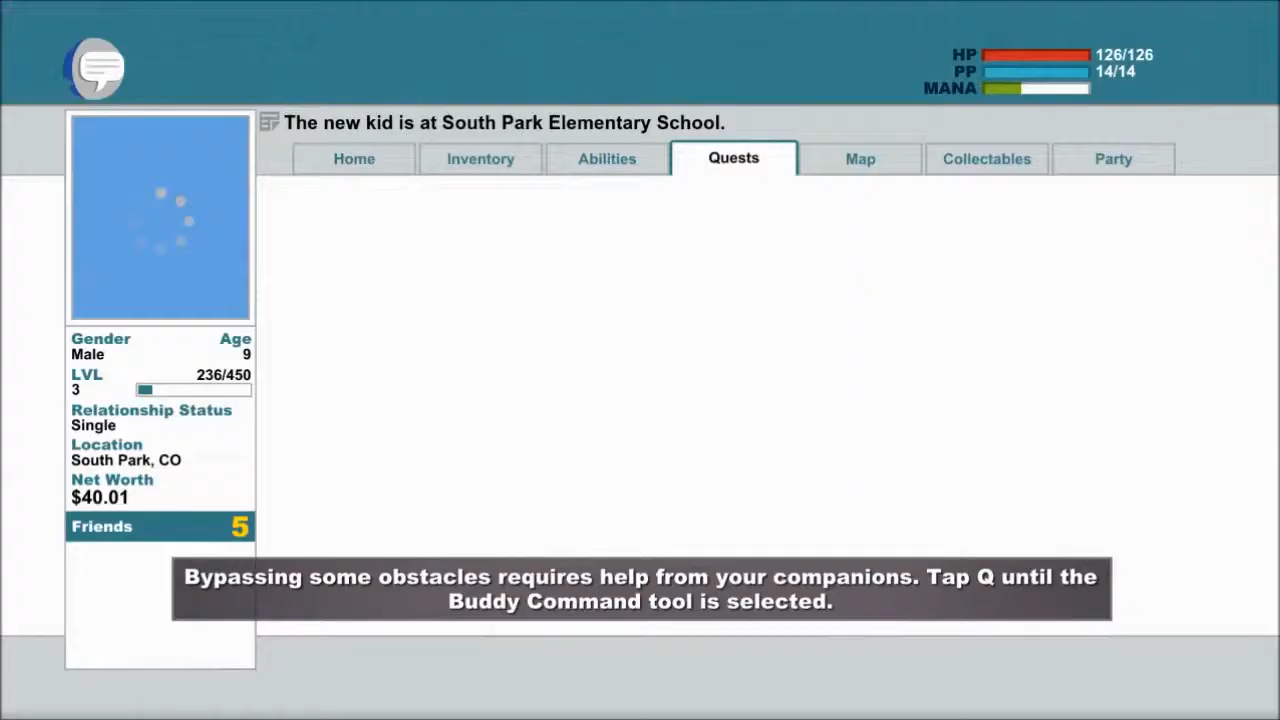 HP 126/126
PP 14/14
MANA
The new kid is at South Park Elementary School.
Home Inventory Abilities Quests Map Collectables Party
Gender Age
Male 9
LVL 236/450
3
Relationship Status
Single
Location
South Park, CO
Net Worth
$40.01
Friends 5
Bypassing some obstacles requires help from your companions. Tap Q until the
Buddy Command tool is selected.